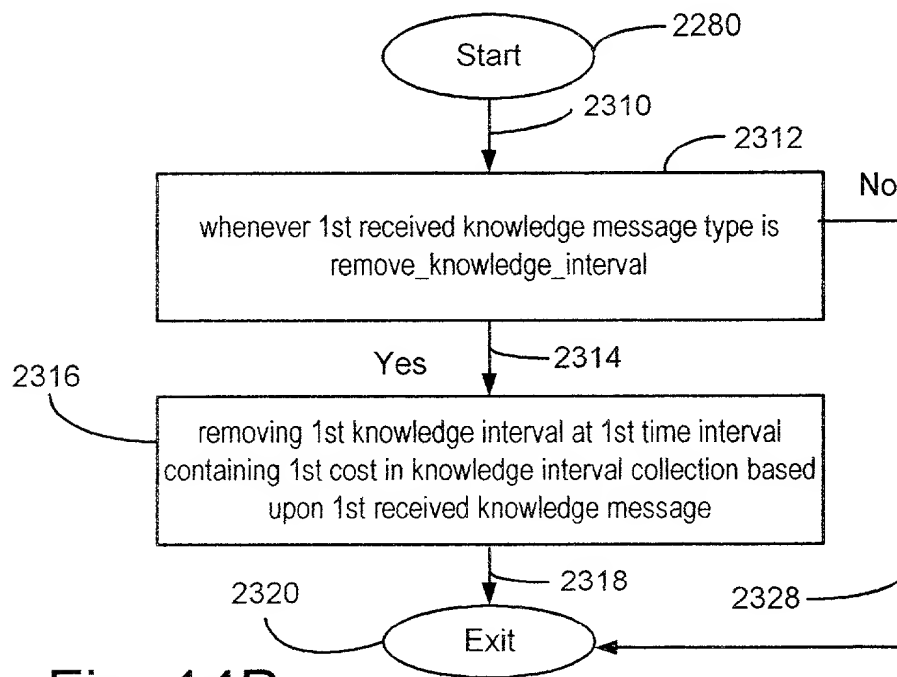 Start
2280
2310
2312
No
whenever 1st received knowledge message type is
remove_knowledge_interval
Yes
2314
2316
removing 1st knowledge interval at 1st time interval
containing 1st cost in knowledge interval collection based
upon 1st received knowledge message
2318
2320
2328
Exit